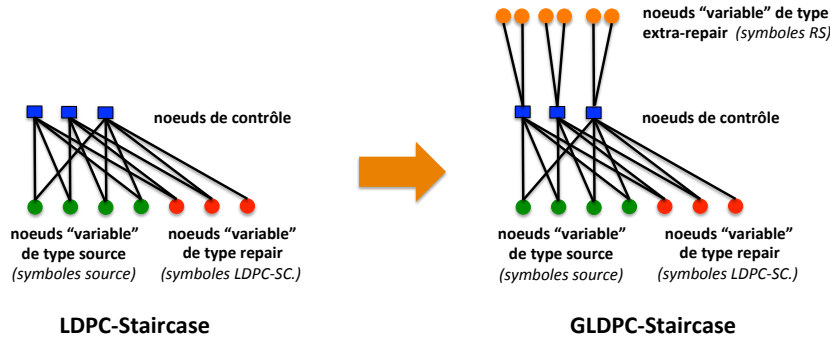 noeuds “variable” de type
extra-repair (symboles RS)
noeuds de contrôle
noeuds de contrôle
noeuds “variable”
de type source
(symboles source)
noeuds “variable”
de type repair
(symboles LDPC-SC.)
noeuds “variable”
de type source
(symboles source)
noeuds “variable”
de type repair
(symboles LDPC-SC.)
LDPC-Staircase
GLDPC-Staircase